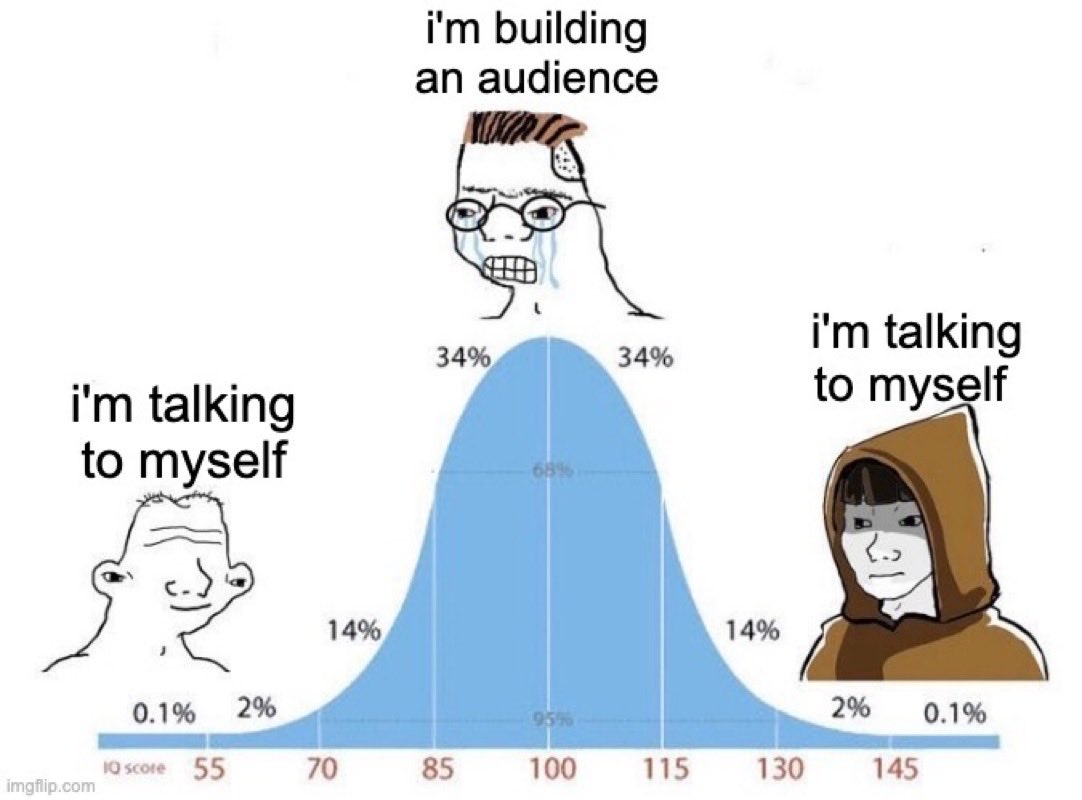 i'm building
an audience
i'm talking
to myself
i'm talking
to myself
34%
34%
68%
14%
14%
0.1%
2%
95%
2%
0.1%
IQ score
55
70
85
100
115
130
145
imgflip.com